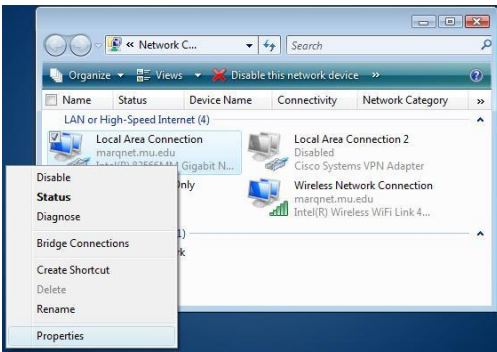 « Network C...
Search
Organize Views Disable this network device »
Name Status Device Name Connectivity Network Category »
LAN or High-Speed Internet (4)
Local Area Connection
marqnet.mu.edu
Gigabit N...
Local Area Connection 2
Disabled
Cisco Systems VPN Adapter
Only
Wireless Network Connection
marqnet.mu.edu
Intel(R) Wireless WiFi Link 4...
1)
rk
Disable
Status
Diagnose
Bridge Connections
Create Shortcut
Delete
Rename
Properties